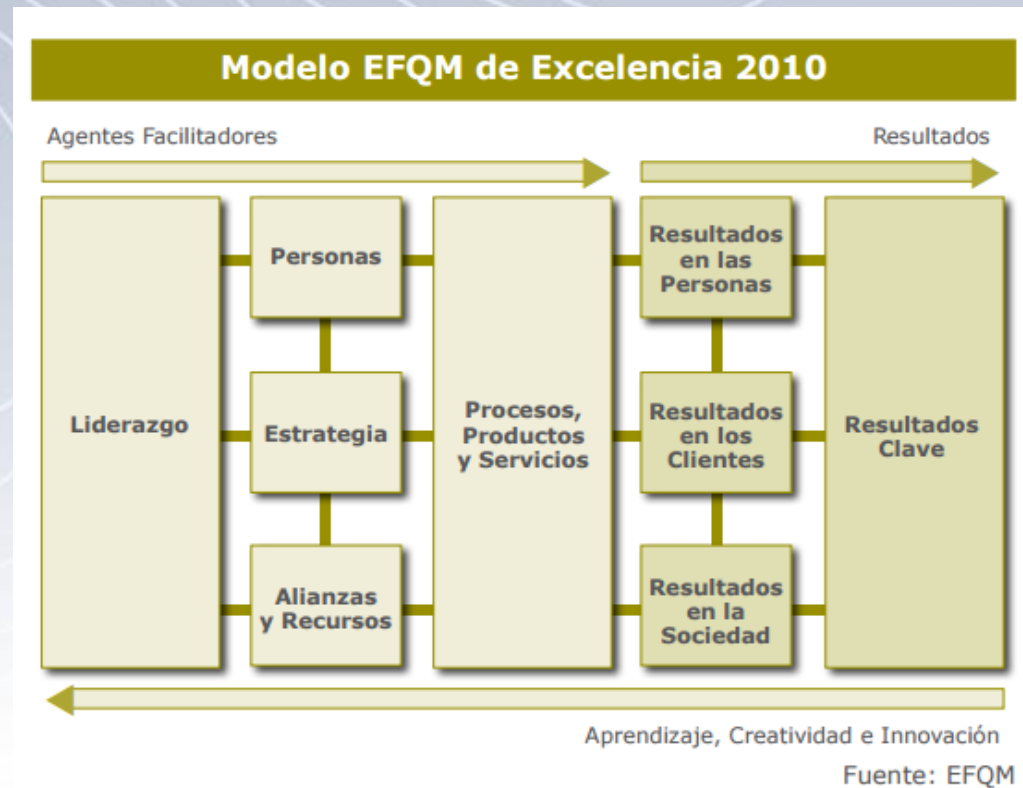 Modelo EFQM de Excelencia 2010
Agentes Facilitadores
Resultados
Liderazgo
Personas
Estrategia
Alianzas
y Recursos
Procesos,
Productos
y Servicios
Resultados
en las
Personas
Resultados
en los
Clientes
Resultados
en la
Sociedad
Resultados
Clave
Aprendizaje, Creatividad e Innovación
Fuente: EFQM